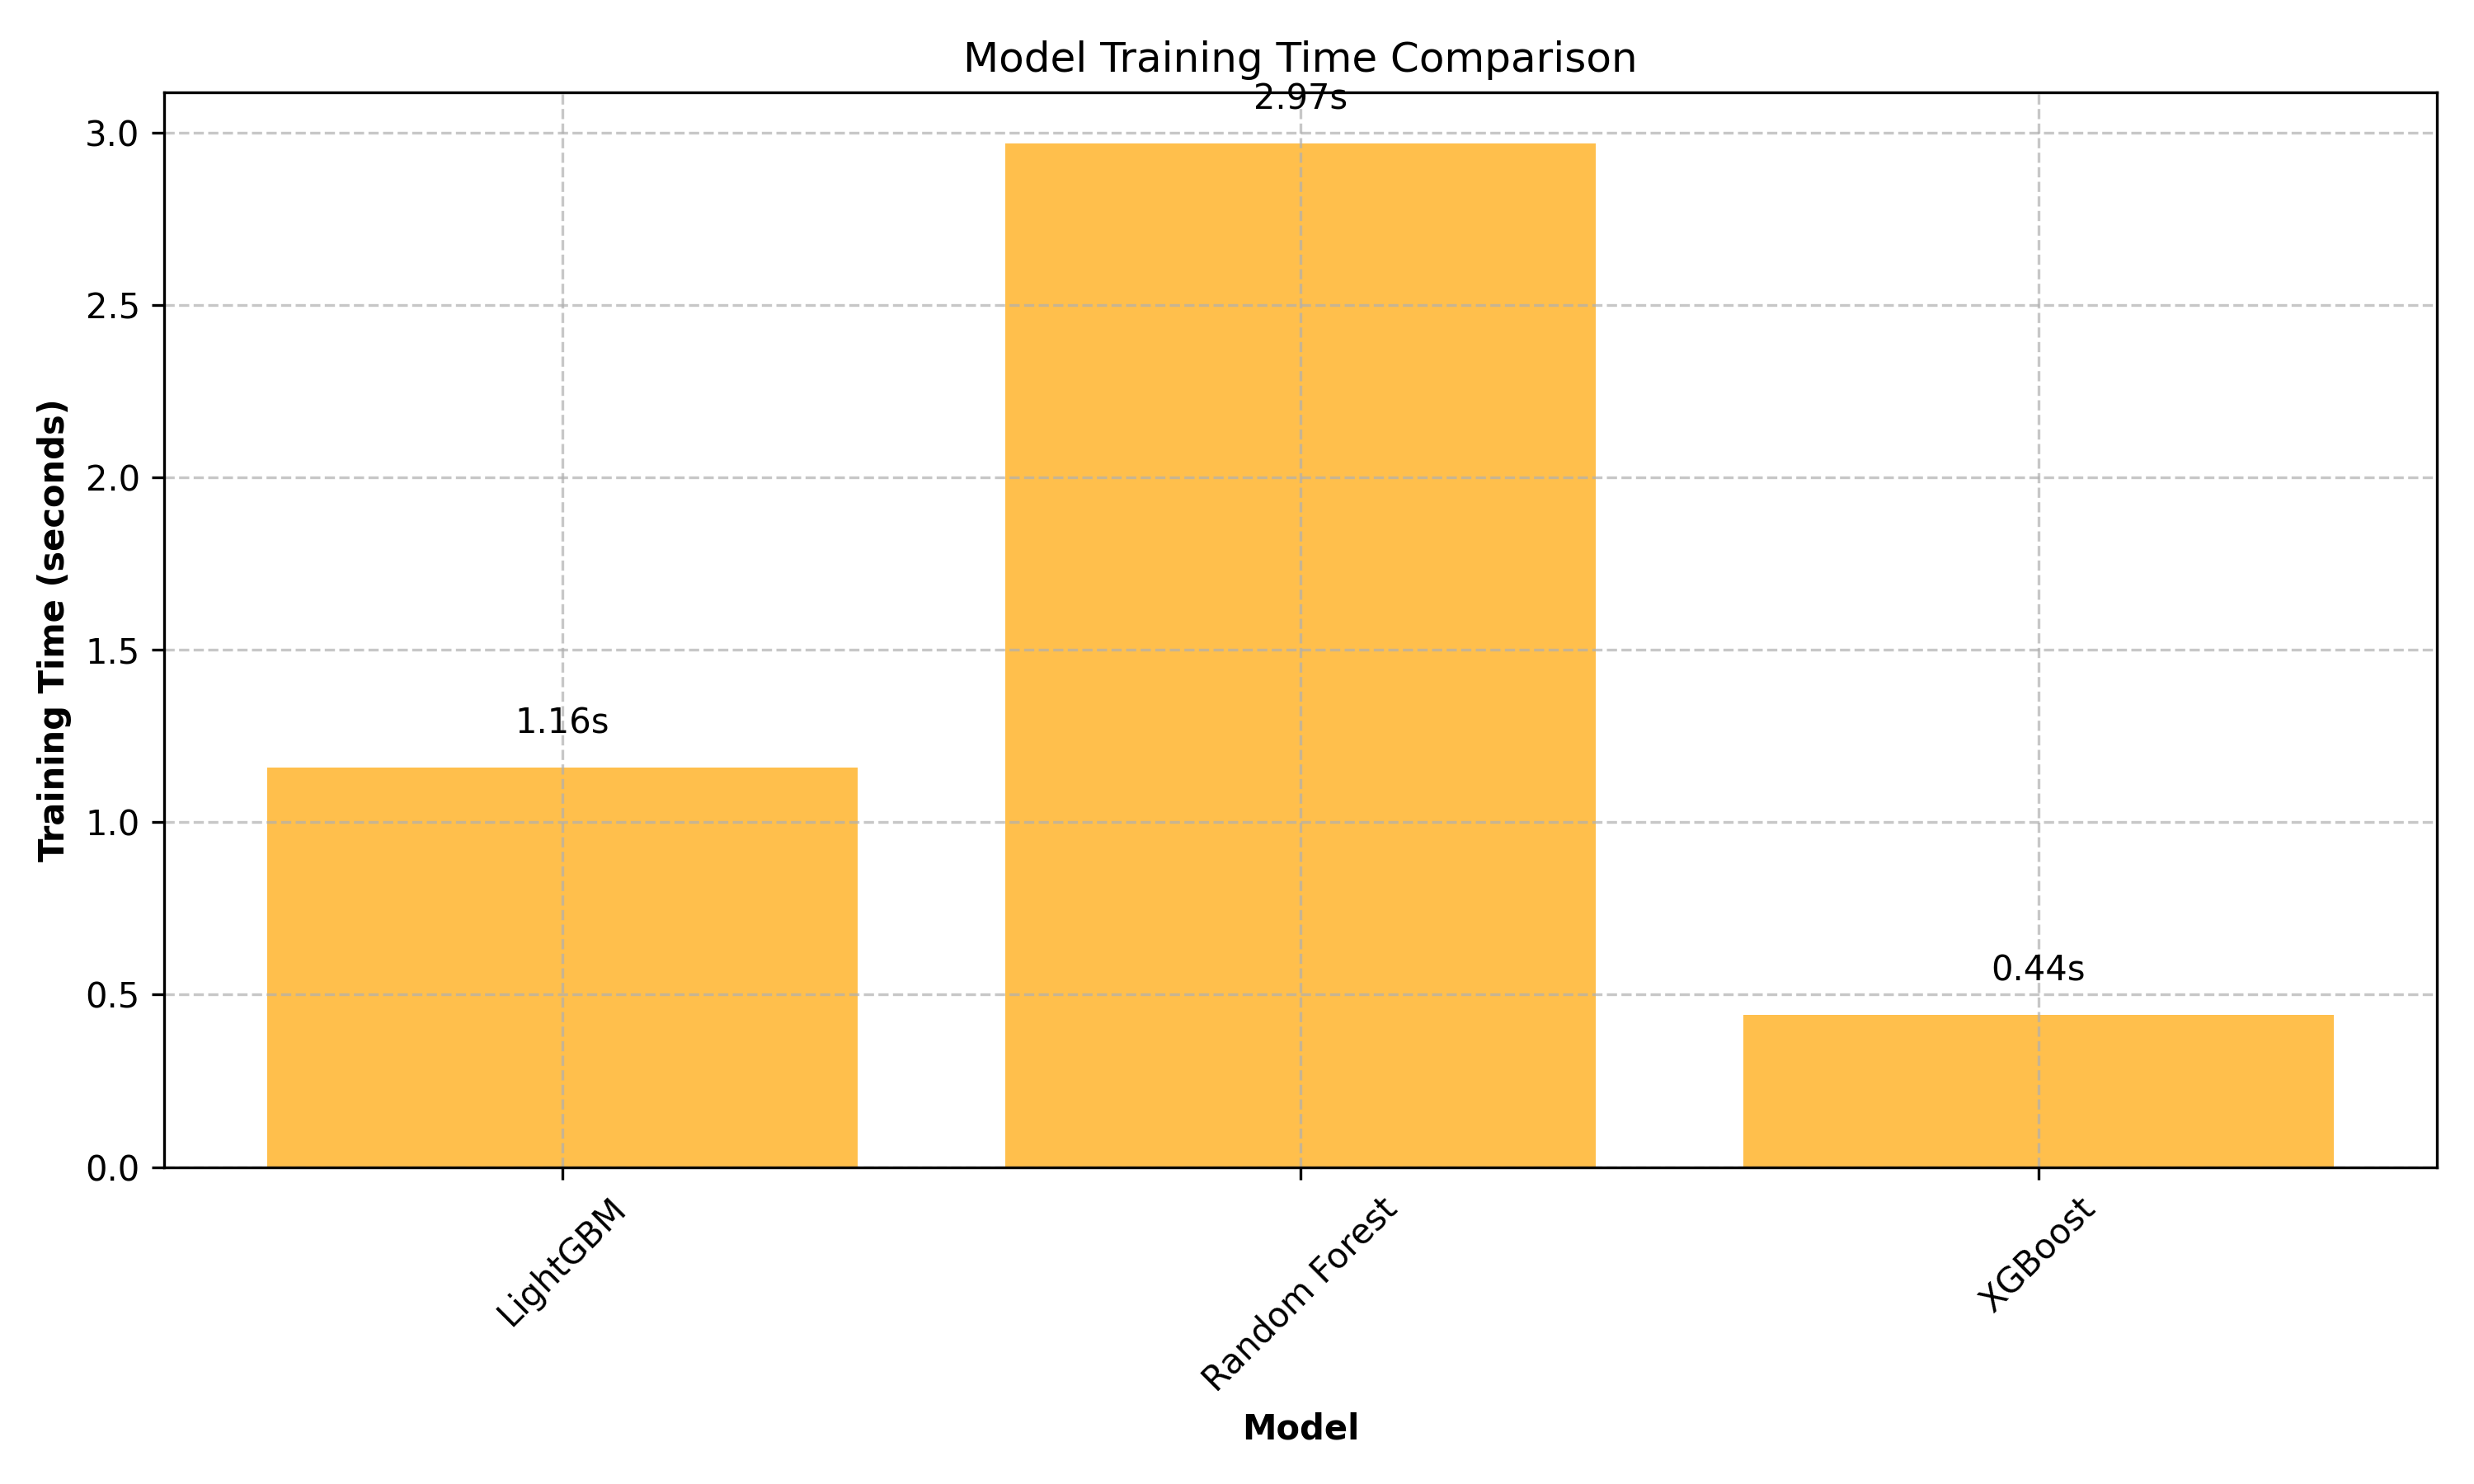 Model Training Time Comparison
2.97s
3.0
2.5
2.0
1.5
1.16s
1.0
0.44s
0.5
0.0
Training Time (seconds)
LightGBM
Random Forest
XGBoost
Model